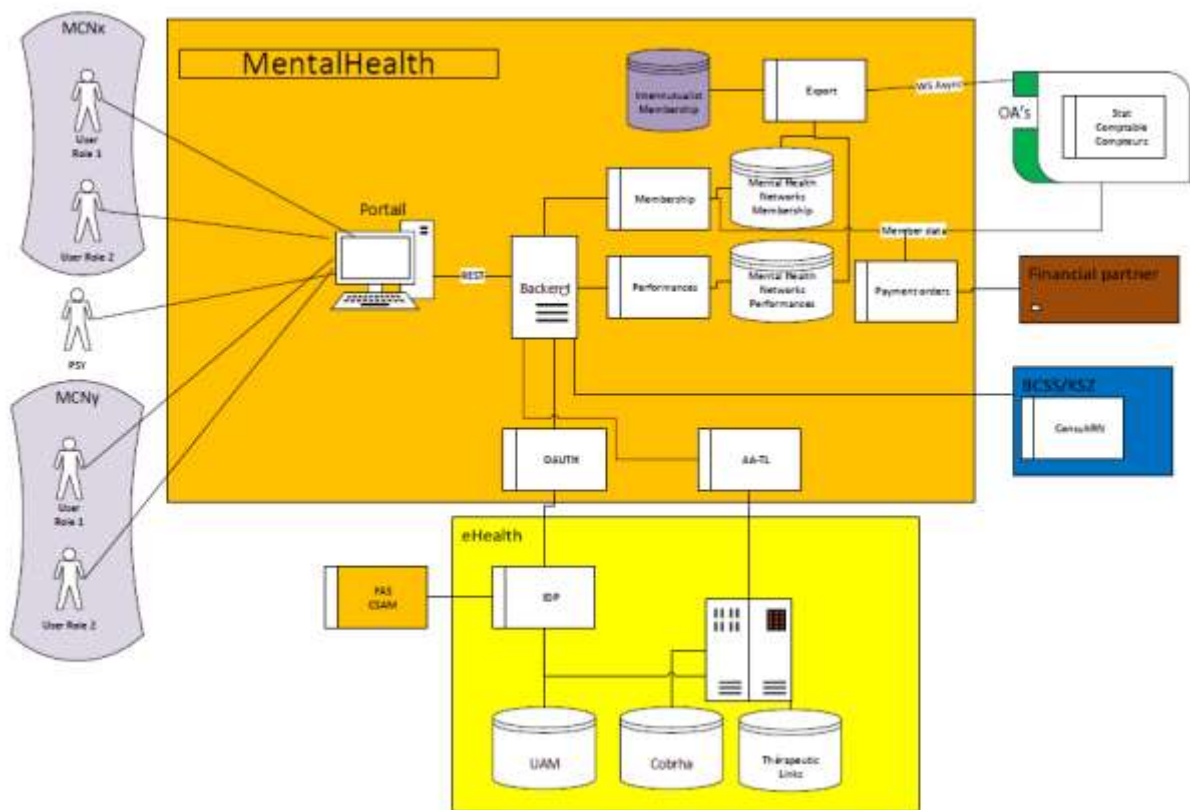 MCNx
User
Role 1
User Role 2
PSY
MCNy
User
Role 1
User Role 2
MentalHealth
Portail
REST
Backend
Intermutualist
Membership
Export
WS Async
Membership
Mental Health
Networks
Membership
Member data
Performances
Mental Health
Networks
Performances
Payment orders
OA's
Stat
Comptable
Compteurs
Financial partner
BCSS/KSZ
ConsultRN
OAUTH
AA-TL
eHealth
FAS
CSAM
IDP
UAM
Cobrha
Thérapeutic
Links